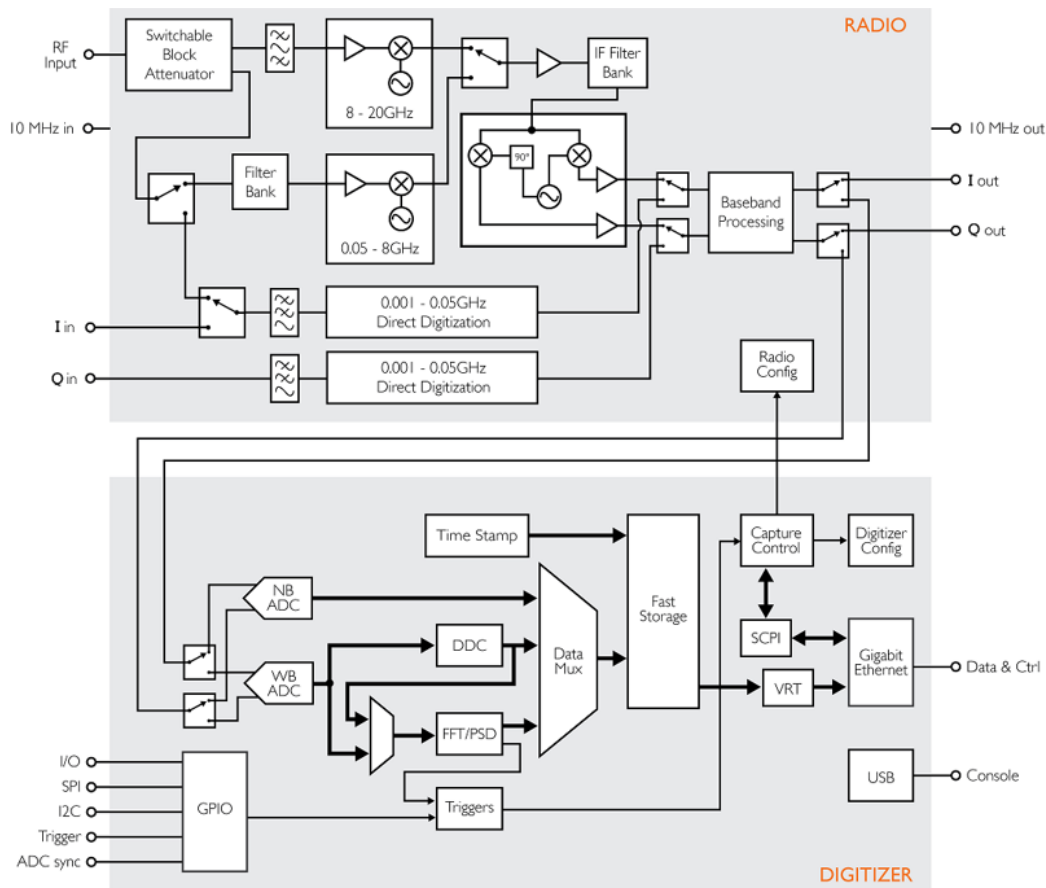 RADIO
RF
Input
Switchable
Block
Attenuator
8 - 20GHz
IF Filter
Bank
10 MHz in
10 MHz out
90°
Filter
Bank
0.05 - 8GHz
Baseband
Processing
I out
Q out
I in
0.001 - 0.05GHz
Direct Digitization
Q in
0.001 - 0.05GHz
Direct Digitization
Radio
Config
Time Stamp
Capture
Control
Digitizer
Config
NB
ADC
Fast
Storage
SCPI
DDC
Data
Mux
Gigabit
Ethernet
Data & Ctrl
WB
ADC
VRT
FFT/PSD
I/O
SPI
I2C
Trigger
ADC sync
GPIO
Triggers
USB
Console
DIGITIZER